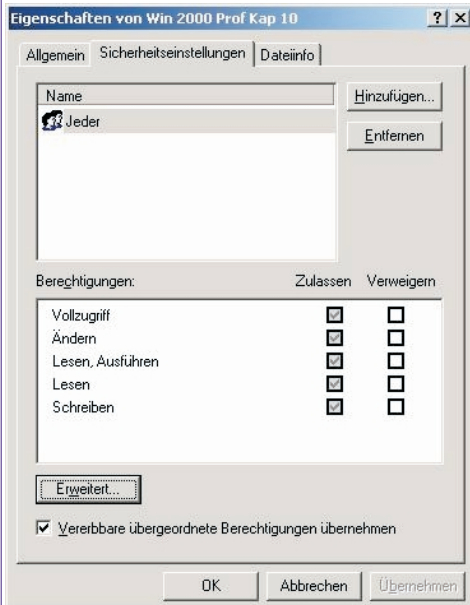 Eigenschaften von Win 2000 Prof Kap 10
Allgemein Sicherheitseinstellungen Dateiinfo
Name
Jeder
Hinzufügen...
Entfernen
Berechtigungen: Zulassen Verweigern
Vollzugriff
Ändern
Lesen, Ausführen
Lesen
Schreiben
Erweitert...
Vererbbare übergeordnete Berechtigungen übernehmen
OK Abbrechen Übernehmen